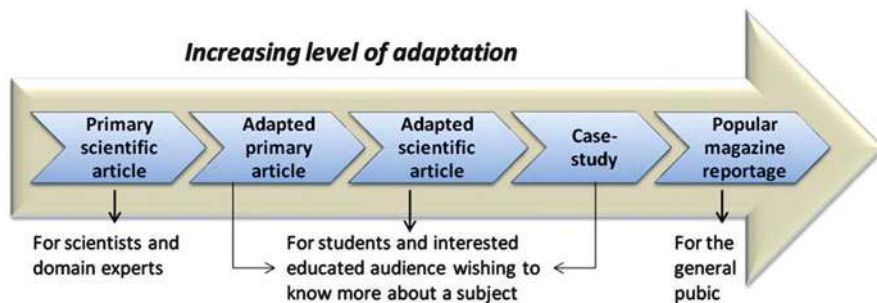 Increasing level of adaptation
Primary
scientific
article
Adapted
primary
article
Adapted
scientific
article
Case-
study
Popular
magazine
reportage
For scientists and
domain experts
For students and interested
educated audience wishing to
know more about a subject
For the
general
pubic